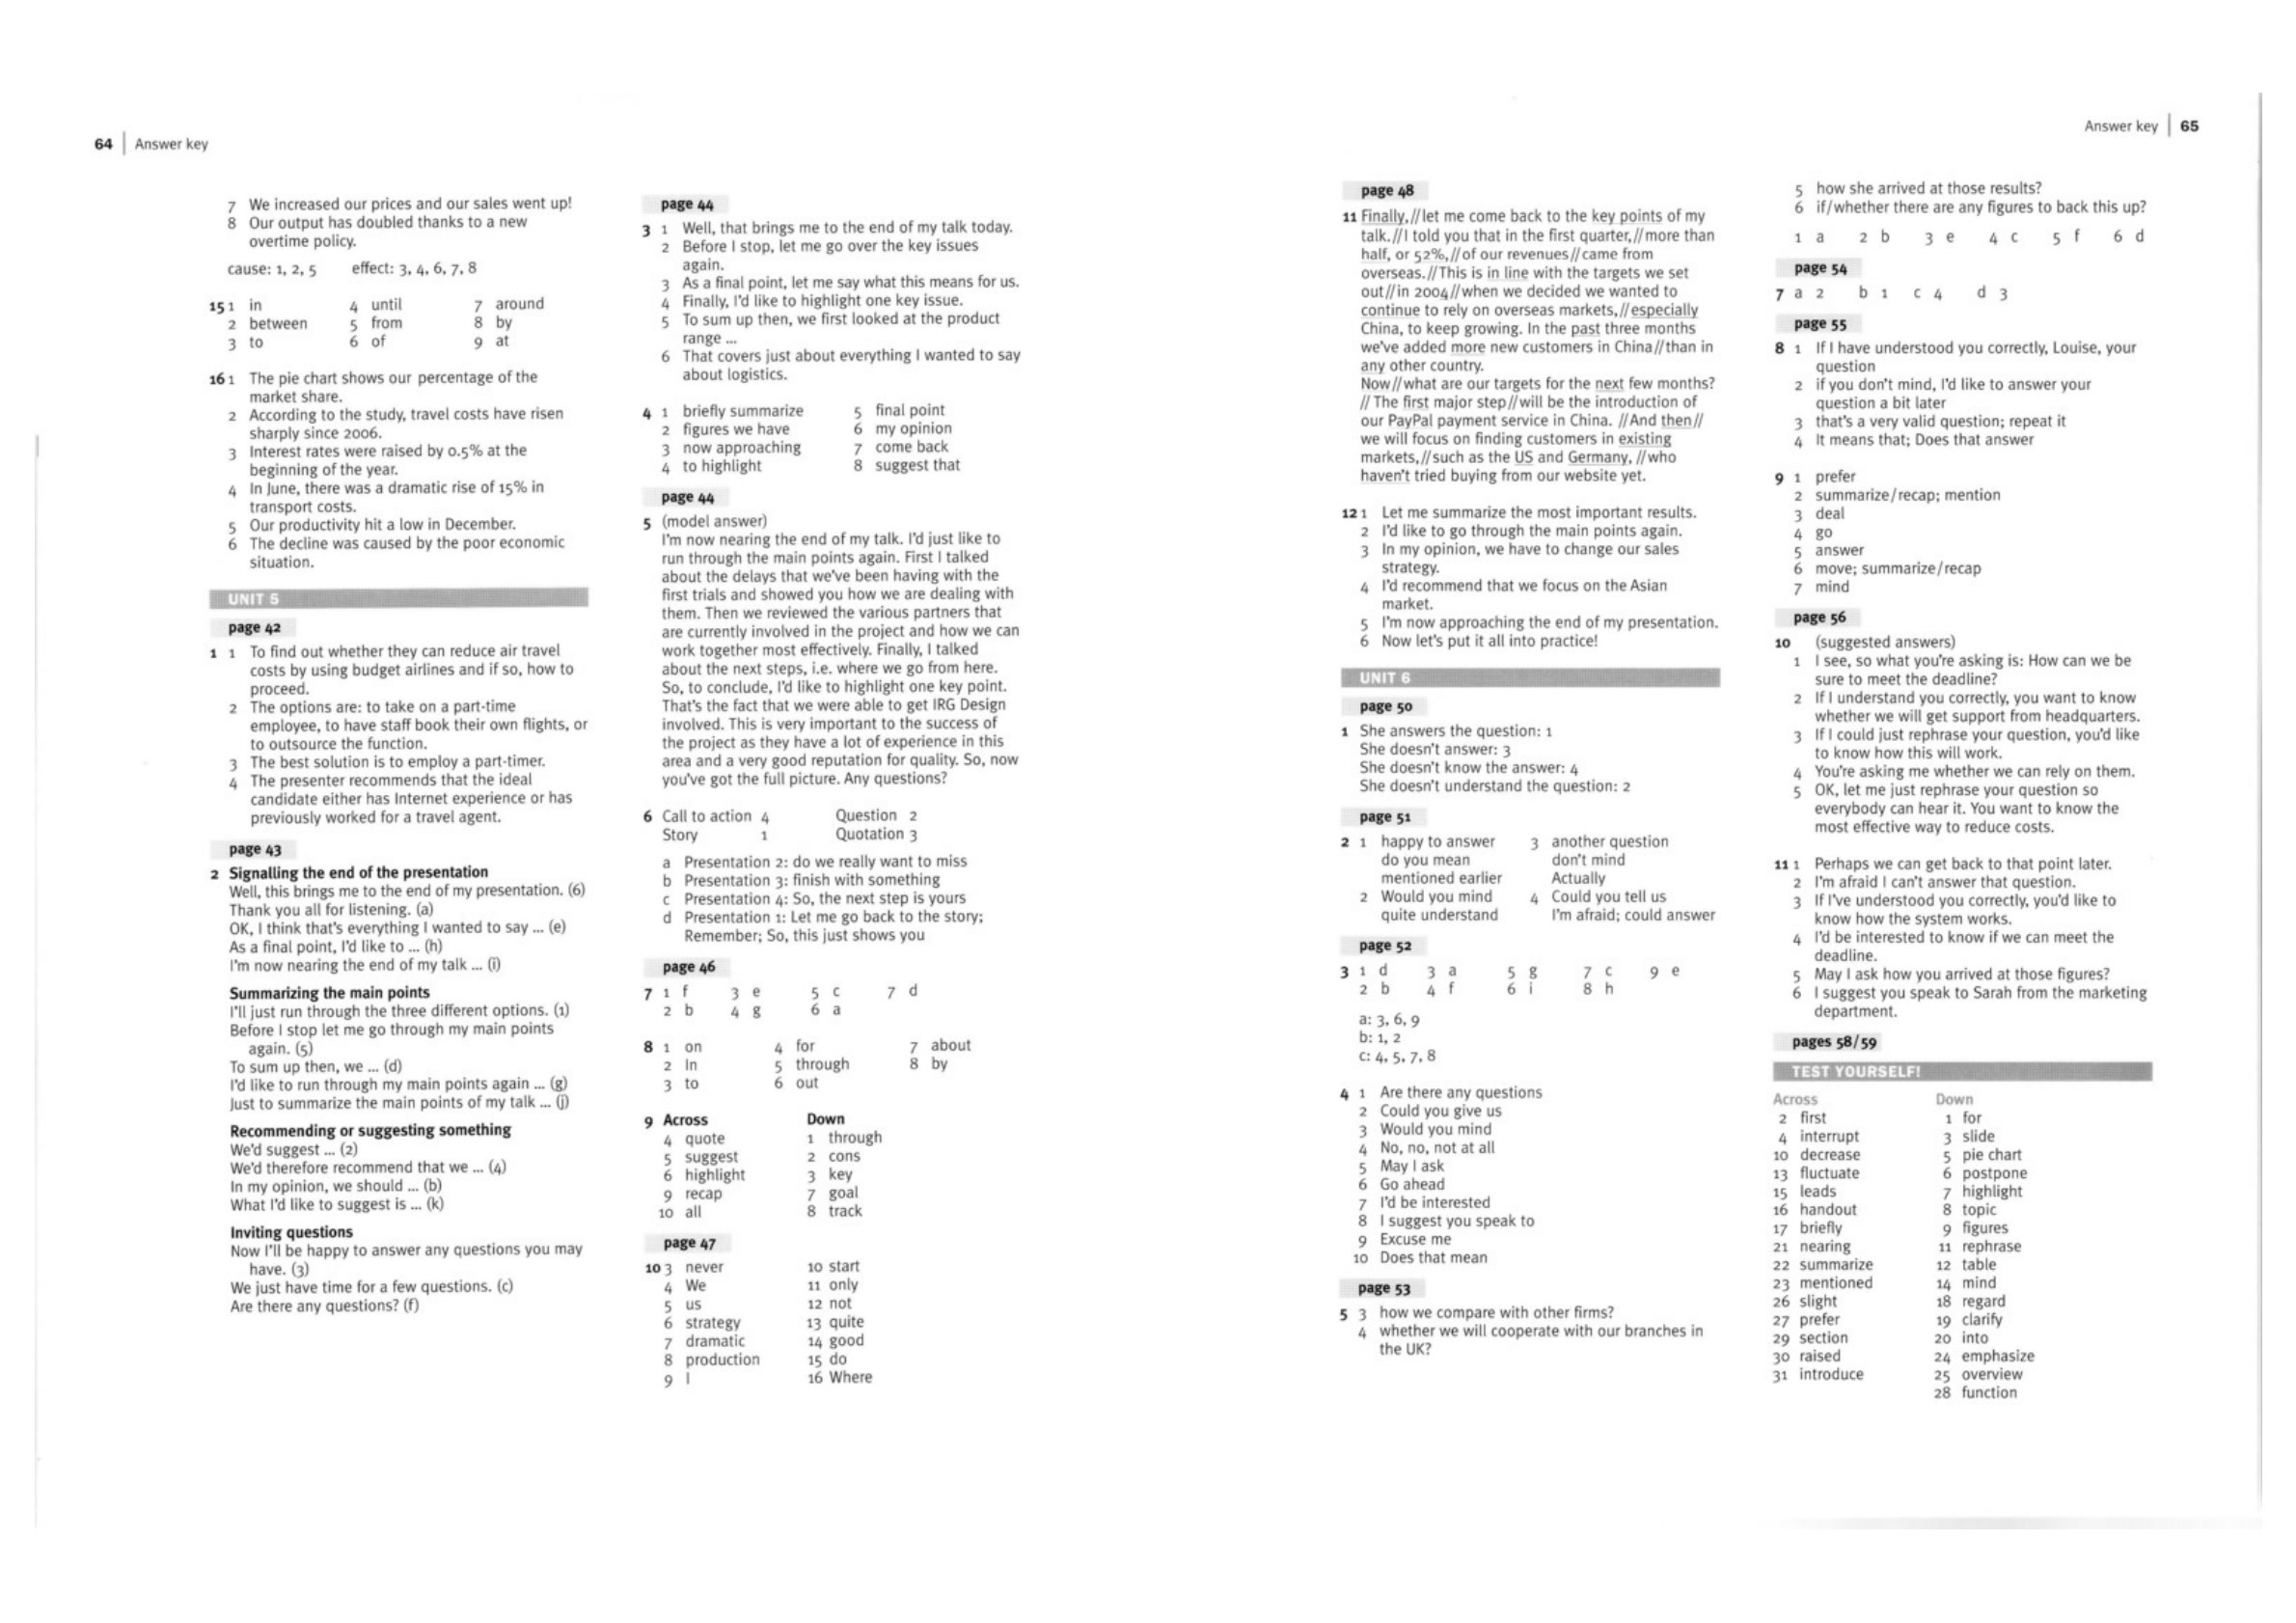 64 | Answer key
7 We increased our prices and our sales went up!
8 Our output has doubled thanks to a new
overtime policy.
cause: 1, 2, 5 effect: 3, 4, 6, 7, 8
15 1 in 4 until 7 around
2 between 5 from 8 by
3 to 6 of 9 at
16 1 The pie chart shows our percentage of the
market share.
2 According to the study, travel costs have risen
sharply since 2006.
3 Interest rates were raised by 0.5% at the
beginning of the year.
4 In June, there was a dramatic rise of 15% in
transport costs.
5 Our productivity hit a low in December.
6 The decline was caused by the poor economic
situation.
UNIT 5
page 42
1 1 To find out whether they can reduce air travel
costs by using budget airlines and if so, how to
proceed.
2 The options are: to take on a part-time
employee, to have staff book their own flights, or
to outsource the function.
3 The best solution is to employ a part-timer.
4 The presenter recommends that the ideal
candidate either has Internet experience or has
previously worked for a travel agent.
page 43
2 Signalling the end of the presentation
Well, this brings me to the end of my presentation. (6)
Thank you all for listening. (a)
OK, I think that's everything I wanted to say ... (e)
As a final point, I'd like to ... (h)
I'm now nearing the end of my talk ... (i)
Summarizing the main points
I'll just run through the three different options. (1)
Before I stop let me go through my main points
again. (5)
To sum up then, we ... (d)
I'd like to run through my main points again ... (g)
Just to summarize the main points of my talk ... (j)
Recommending or suggesting something
We'd suggest ... (2)
We'd therefore recommend that we ... (4)
In my opinion, we should ... (b)
What I'd like to suggest is ... (k)
Inviting questions
Now I'll be happy to answer any questions you may
have. (3)
We just have time for a few questions. (c)
Are there any questions? (f)
page 44
3 1 Well, that brings me to the end of my talk today.
2 Before I stop, let me go over the key issues
again.
3 As a final point, let me say what this means for us.
4 Finally, I'd like to highlight one key issue.
5 To sum up then, we first looked at the product
range ...
6 That covers just about everything I wanted to say
about logistics.
4 1 briefly summarize 5 final point
2 figures we have 6 my opinion
3 now approaching 7 come back
4 to highlight 8 suggest that
page 44
5 (model answer)
I'm now nearing the end of my talk. I'd just like to
run through the main points again. First I talked
about the delays that we've been having with the
first trials and showed you how we are dealing with
them. Then we reviewed the various partners that
are currently involved in the project and how we can
work together most effectively. Finally, I talked
about the next steps, i.e. where we go from here.
So, to conclude, I'd like to highlight one key point.
That's the fact that we were able to get IRG Design
involved. This is very important to the success of
the project as they have a lot of experience in this
area and a very good reputation for quality. So, now
you've got the full picture. Any questions?
6 Call to action 4 Question 2
Story 1 Quotation 3
a Presentation 2: do we really want to miss
b Presentation 3: finish with something
c Presentation 4: So, the next step is yours
d Presentation 1: Let me go back to the story;
Remember; So, this just shows you
page 46
7 1 f 3 e 5 c 7 d
2 b 4 g 6 a
8 1 on 4 for 7 about
2 In 5 through 8 by
3 to 6 out
9 Across Down
4 quote 1 through
5 suggest 2 cons
6 highlight 3 key
9 recap 7 goal
10 all 8 track
page 47
10 3 never 10 start
4 We 11 only
5 us 12 not
6 strategy 13 quite
7 dramatic 14 good
8 production 15 do
9 I 16 Where
Answer key | 65
page 48
11 Finally,//let me come back to the key points of my
talk.//I told you that in the first quarter,//more than
half, or 52%,//of our revenues//came from
overseas.//This is in line with the targets we set
out//in 2004//when we decided we wanted to
continue to rely on overseas markets,//especially
China, to keep growing. In the past three months
we've added more new customers in China//than in
any other country.
Now//what are our targets for the next few months?
// The first major step//will be the introduction of
our PayPal payment service in China. //And then//
we will focus on finding customers in existing
markets,//such as the US and Germany, //who
haven't tried buying from our website yet.
12 1 Let me summarize the most important results.
2 I'd like to go through the main points again.
3 In my opinion, we have to change our sales
strategy.
4 I'd recommend that we focus on the Asian
market.
5 I'm now approaching the end of my presentation.
6 Now let's put it all into practice!
UNIT 6
page 50
1 She answers the question: 1
She doesn't answer: 3
She doesn't know the answer: 4
She doesn't understand the question: 2
page 51
2 1 happy to answer 3 another question
do you mean don't mind
mentioned earlier Actually
2 Would you mind 4 Could you tell us
quite understand I'm afraid; could answer
page 52
3 1 d 3 a 5 g 7 c 9 e
2 b 4 f 6 i 8 h
a: 3, 6, 9
b: 1, 2
c: 4, 5, 7, 8
4 1 Are there any questions
2 Could you give us
3 Would you mind
4 No, no, not at all
5 May I ask
6 Go ahead
7 I'd be interested
8 I suggest you speak to
9 Excuse me
10 Does that mean
page 53
5 3 how we compare with other firms?
4 whether we will cooperate with our branches in
the UK?
5 how she arrived at those results?
6 if/whether there are any figures to back this up?
1 a 2 b 3 e 4 c 5 f 6 d
page 54
7 a 2 b 1 c 4 d 3
page 55
8 1 If I have understood you correctly, Louise, your
question
2 if you don't mind, I'd like to answer your
question a bit later
3 that's a very valid question; repeat it
4 It means that; Does that answer
9 1 prefer
2 summarize/recap; mention
3 deal
4 go
5 answer
6 move; summarize/recap
7 mind
page 56
10 (suggested answers)
1 I see, so what you're asking is: How can we be
sure to meet the deadline?
2 If I understand you correctly, you want to know
whether we will get support from headquarters.
3 If I could just rephrase your question, you'd like
to know how this will work.
4 You're asking me whether we can rely on them.
5 OK, let me just rephrase your question so
everybody can hear it. You want to know the
most effective way to reduce costs.
11 1 Perhaps we can get back to that point later.
2 I'm afraid I can't answer that question.
3 If I've understood you correctly, you'd like to
know how the system works.
4 I'd be interested to know if we can meet the
deadline.
5 May I ask how you arrived at those figures?
6 I suggest you speak to Sarah from the marketing
department.
pages 58/59
TEST YOURSELF!
Across Down
2 first 1 for
4 interrupt 3 slide
10 decrease 5 pie chart
13 fluctuate 6 postpone
15 leads 7 highlight
16 handout 8 topic
17 briefly 9 figures
21 nearing 11 rephrase
22 summarize 12 table
23 mentioned 14 mind
26 slight 18 regard
27 prefer 19 clarify
29 section 20 into
30 raised 24 emphasize
31 introduce 25 overview
28 function